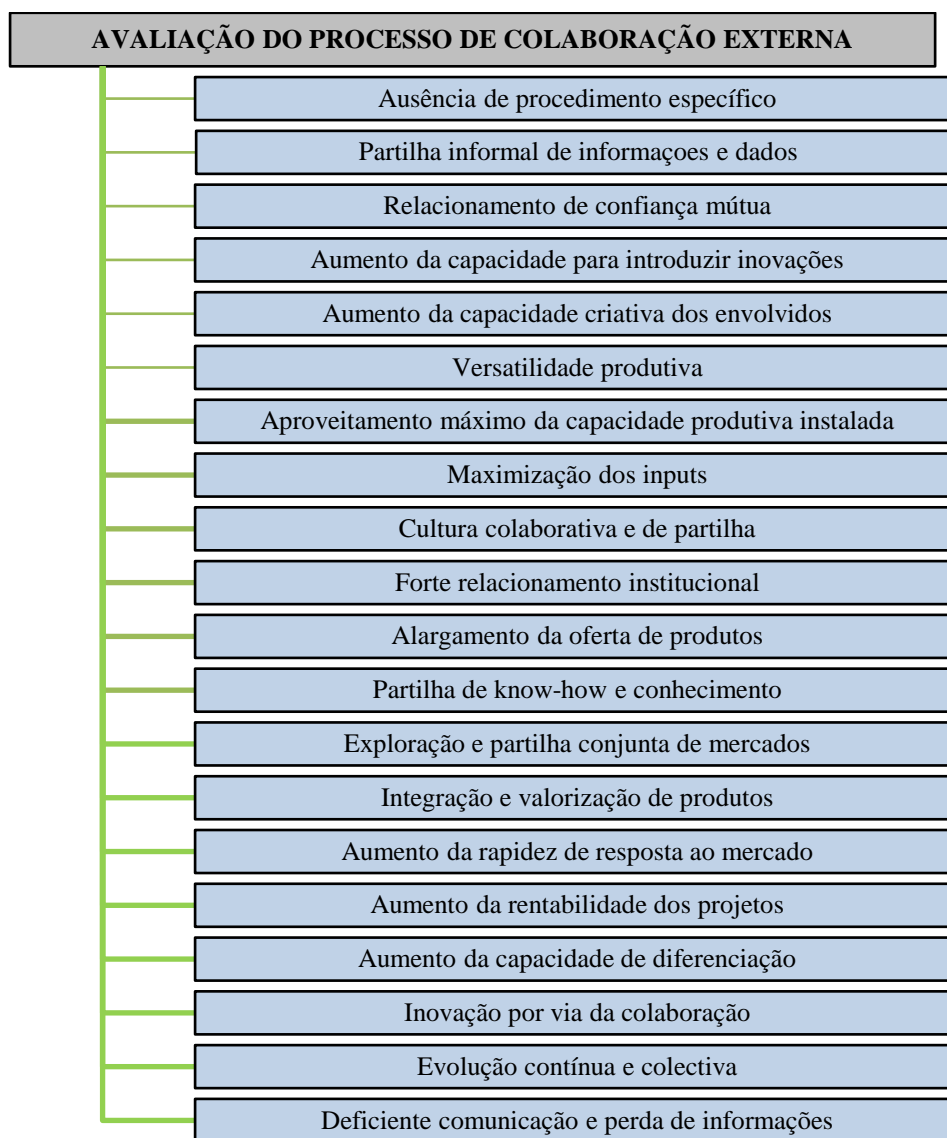 AVALIAÇÃO DO PROCESSO DE COLABORAÇÃO EXTERNA
Ausência de procedimento específico
Partilha informal de informaçoes e dados
Relacionamento de confiança mútua
Aumento da capacidade para introduzir inovações
Aumento da capacidade criativa dos envolvidos
Versatilidade produtiva
Aproveitamento máximo da capacidade produtiva instalada
Maximização dos inputs
Cultura colaborativa e de partilha
Forte relacionamento institucional
Alargamento da oferta de produtos
Partilha de know-how e conhecimento
Exploração e partilha conjunta de mercados
Integração e valorização de produtos
Aumento da rapidez de resposta ao mercado
Aumento da rentabilidade dos projetos
Aumento da capacidade de diferenciação
Inovação por via da colaboração
Evolução contínua e colectiva
Deficiente comunicação e perda de informações